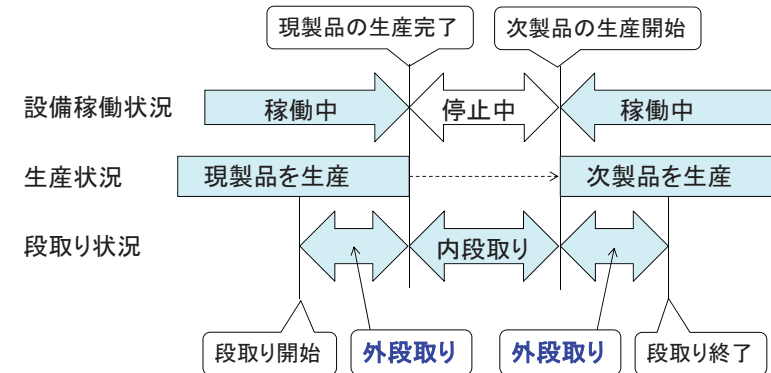 現製品の生産完了
次製品の生産開始
設備稼働状況
稼働中
停止中
稼働中
生産状況
現製品を生産
次製品を生産
段取り状況
内段取り
段取り開始
外段取り
外段取り
段取り終了